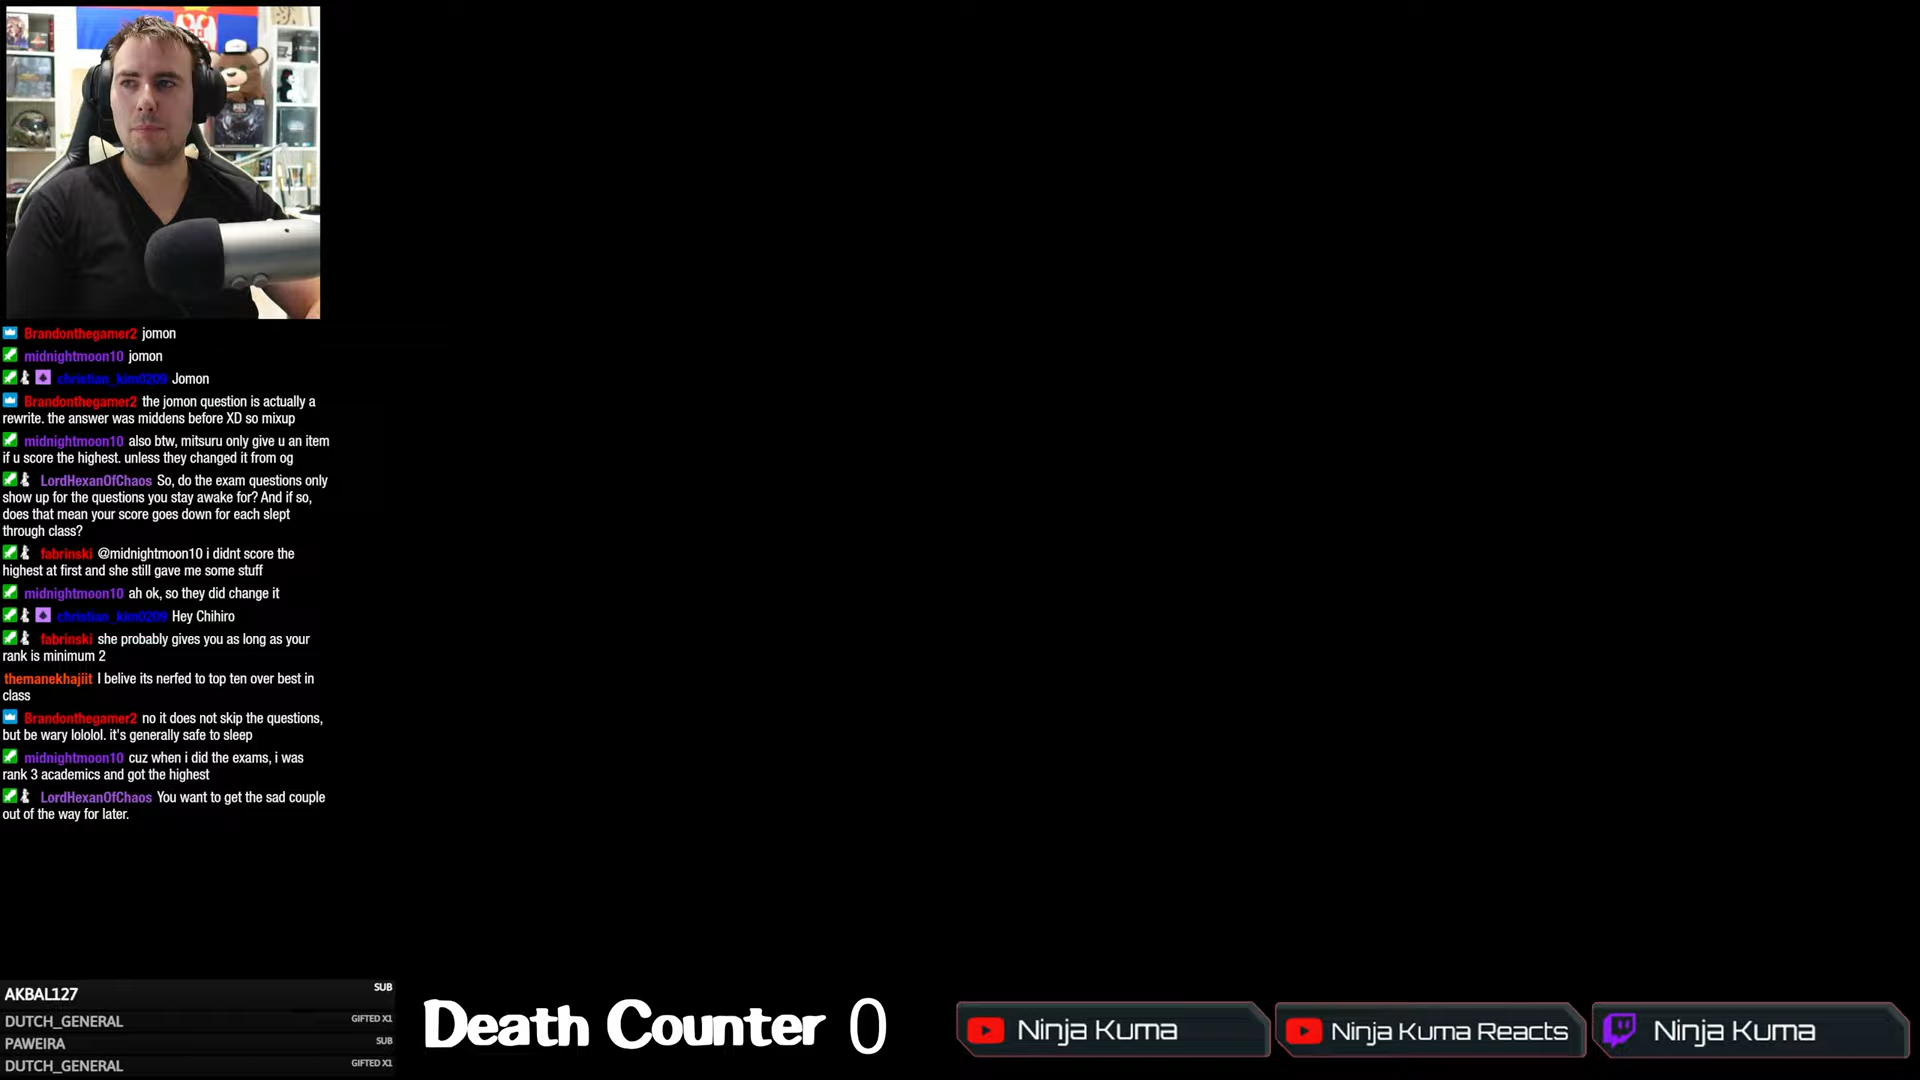 Brandonthegamer2 jomon
midnightmoon10 jomon
christian_kim0209 Jomon
Brandonthegamer2 the jomon question is actually a
rewrite. the answer was middens before XD so mixup
midnightmoon10 also btw, mitsuru only give u an item
if u score the highest. unless they changed it from og
LordHexanOfChaos So, do the exam questions only
show up for the questions you stay awake for? And if so,
does that mean your score goes down for each slept
through class?
fabrinski @midnightmoon10 i didnt score the
highest at first and she still gave me some stuff
midnightmoon10 ah ok, so they did change it
christian_kim0209 Hey Chihiro
fabrinski she probably gives you as long as your
rank is minimum 2
themanekhajiit I belive its nerfed to top ten over best in
class
Brandonthegamer2 no it does not skip the questions,
but be wary lololol. it's generally safe to sleep
midnightmoon10 cuz when i did the exams, i was
rank 3 academics and got the highest
LordHexanOfChaos You want to get the sad couple
out of the way for later.
AKBAL127 SUB
DUTCH_GENERAL GIFTED X1
PAWEIRA SUB
DUTCH_GENERAL GIFTED X1
Death Counter 0
Ninja Kuma
Ninja Kuma Reacts
Ninja Kuma